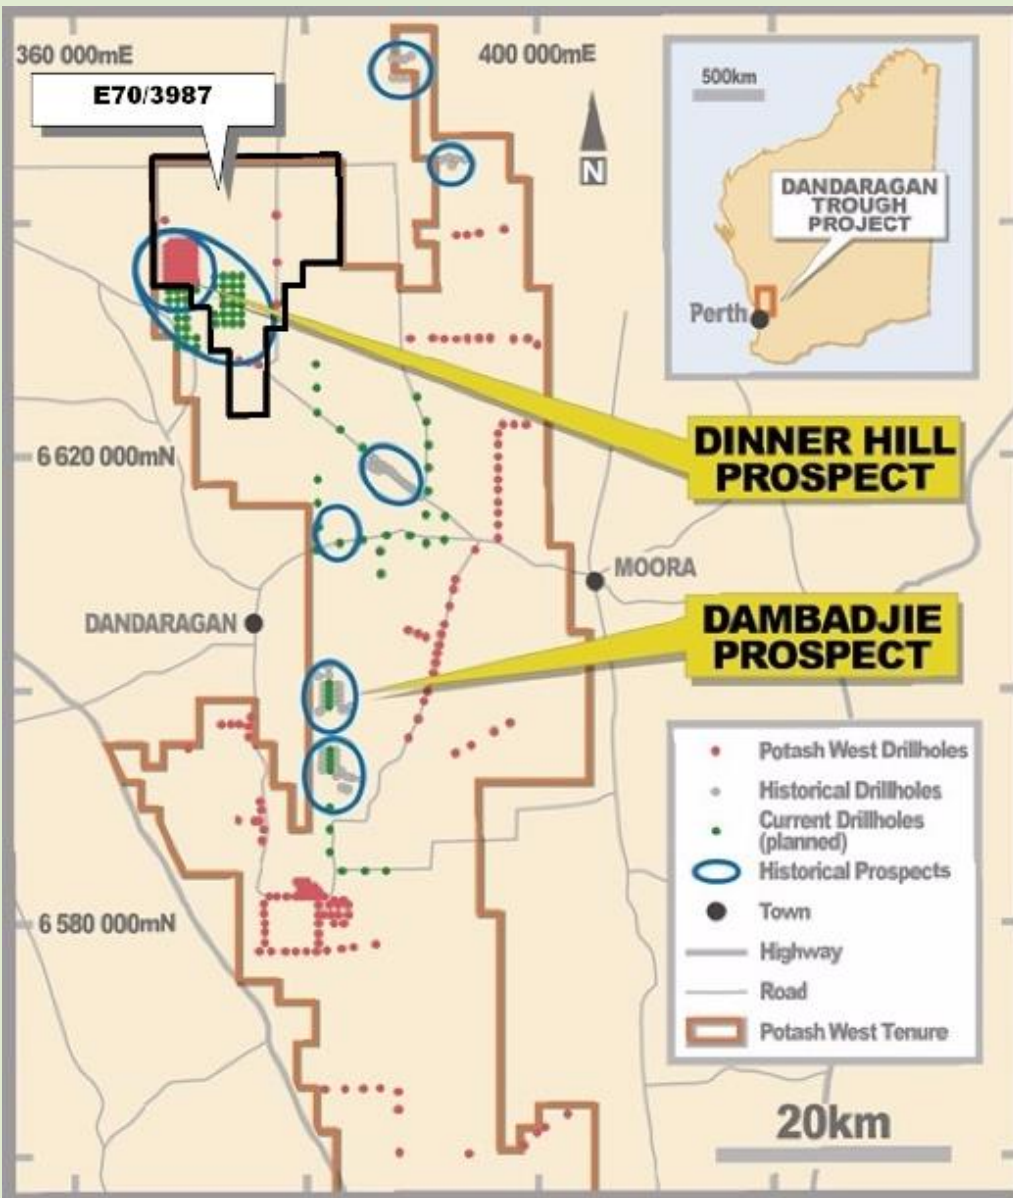 360 000mE
400 000mE
E70/3987
N
500km
DANDARAGAN
TROUGH
PROJECT
Perth
DINNER HILL
PROSPECT
6 620 000mN
MOORA
DANDARAGAN
DAMBADJIE
PROSPECT
Potash West Drillholes
Historical Drillholes
Current Drillholes
(planned)
Historical Prospects
Town
Highway
Road
Potash West Tenure
6 580 000mN
20km